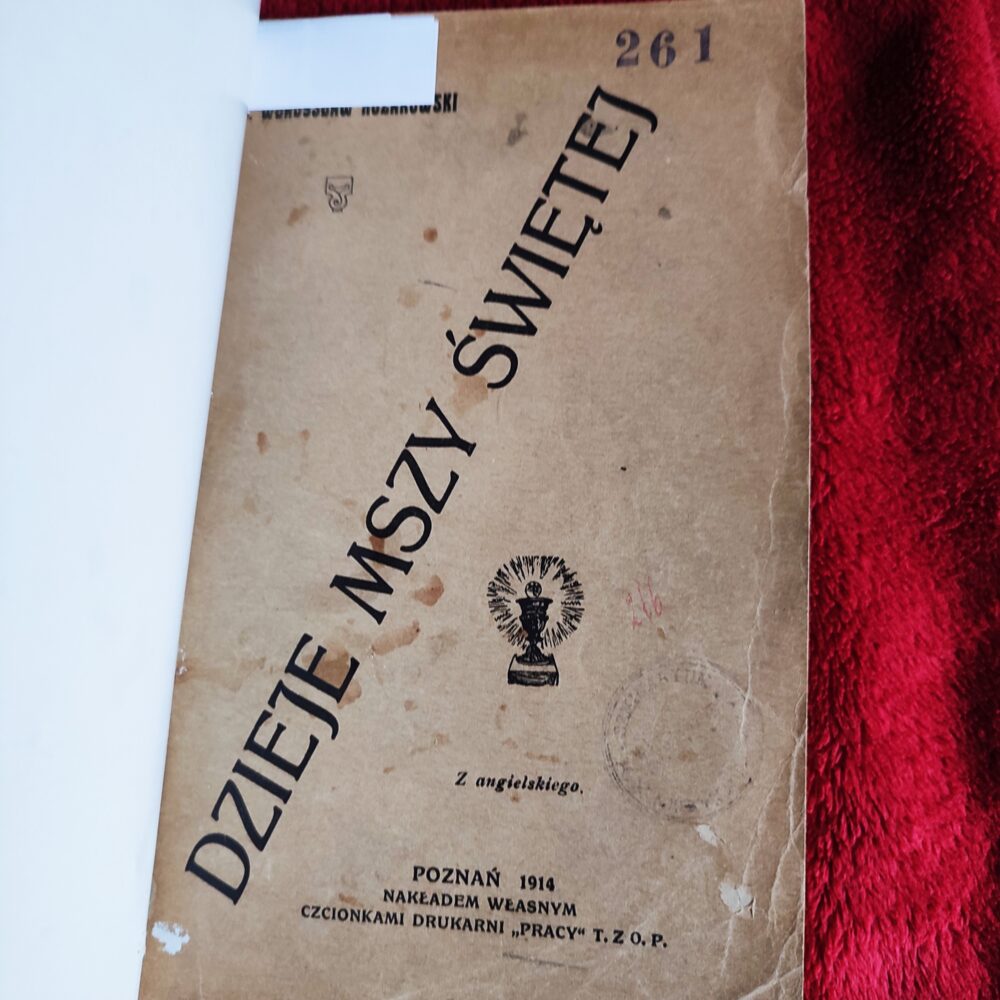 261
DZIEJE MSZY ŚWIĘTEJ
Z angielskiego.
POZNAŃ 1914
NAKŁADEM WŁASNYM
CZCIONKAMI DRUKARNI „PRACY“ T. Z O. P.